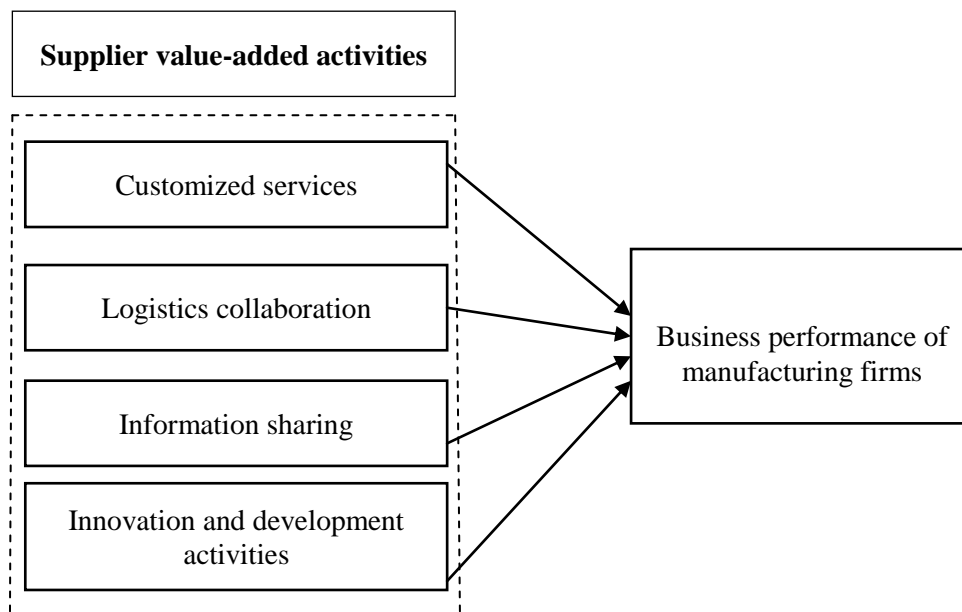 Supplier value-added activities
Customized services
Logistics collaboration
Information sharing
Innovation and development
activities
Business performance of
manufacturing firms